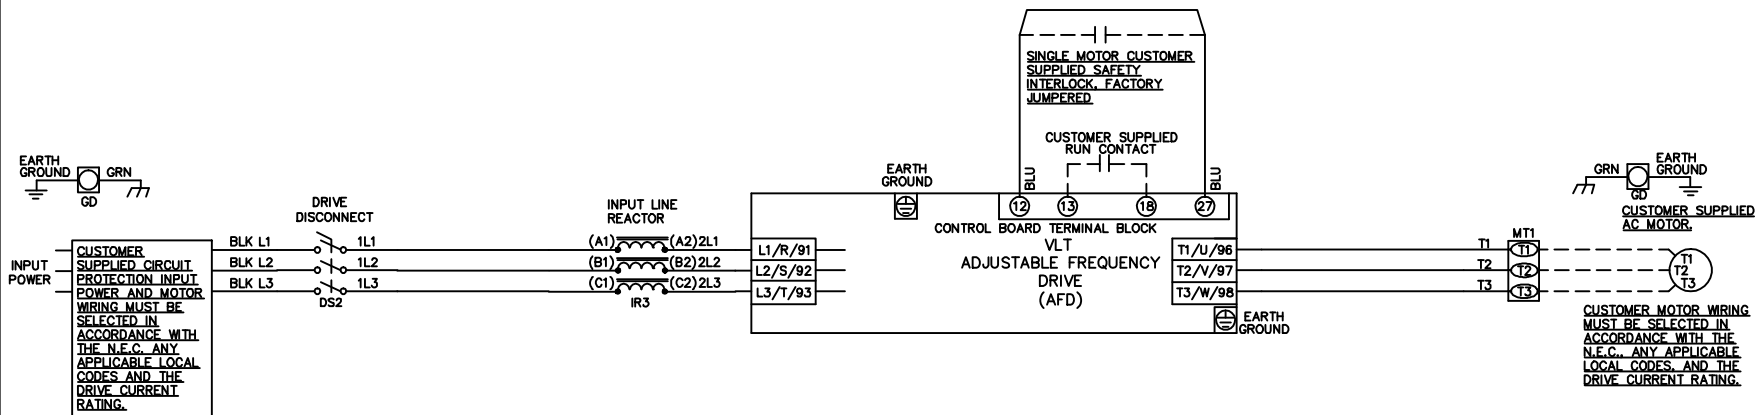 SINGLE MOTOR CUSTOMER
SUPPLIED SAFETY
INTERLOCK, FACTORY
JUMPERED
CUSTOMER SUPPLIED
RUN CONTACT
BLU
BLU
EARTH
GROUND
GRN
GD
EARTH
GROUND
12
13
18
27
CONTROL BOARD TERMINAL BLOCK
VLT
ADJUSTABLE FREQUENCY
DRIVE
(AFD)
GRN
EARTH
GROUND
GD
CUSTOMER SUPPLIED
AC MOTOR.
DRIVE
DISCONNECT
INPUT LINE
REACTOR
INPUT
POWER
CUSTOMER
SUPPLIED CIRCUIT
PROTECTION INPUT
POWER AND MOTOR
WIRING MUST BE
SELECTED IN
ACCORDANCE WITH
THE N.E.C. ANY
APPLICABLE LOCAL
CODES AND THE
DRIVE CURRENT
RATING.
BLK L1
BLK L2
BLK L3
1L1
1L2
1L3
DS2
(A1) (A2) 2L1
(B1) (B2) 2L2
(C1) (C2) 2L3
IR3
L1/R/91
L2/S/92
L3/T/93
T1/U/96
T2/V/97
T3/W/98
EARTH
GROUND
T1
T2
T3
MT1
T1
T2
T3
T1
T2
T3
CUSTOMER MOTOR WIRING
MUST BE SELECTED IN
ACCORDANCE WITH THE
N.E.C., ANY APPLICABLE
LOCAL CODES, AND THE
DRIVE CURRENT RATING.